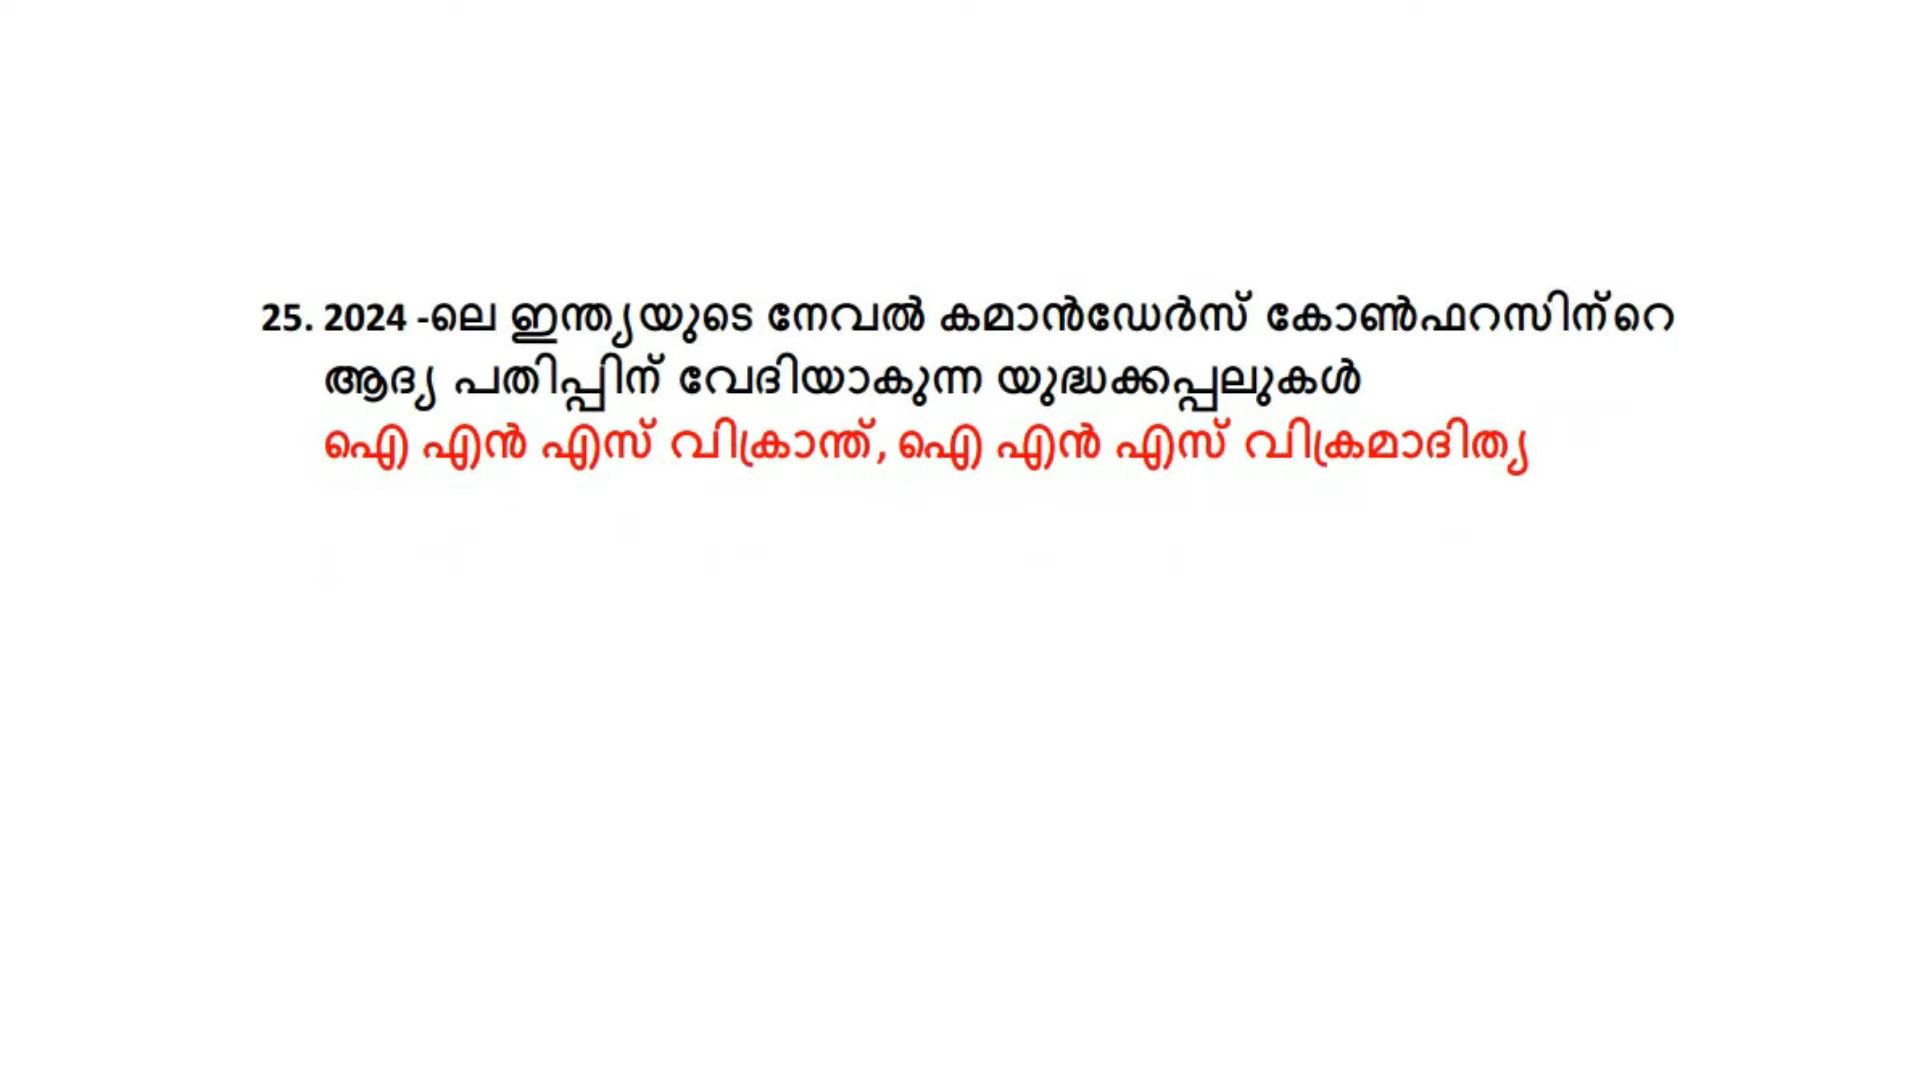 25. 2024 -ലെ ഇന്ത്യയുടെ നേവൽ കമാൻഡേർസ് കോൺഫറസിന്റെ
ആദ്യ പതിപ്പിന് വേദിയാകുന്ന യുദ്ധക്കപ്പലുകൾ
ഐ എൻ എസ് വിക്രാന്ത്, ഐ എൻ എസ് വിക്രമാദിത്യ